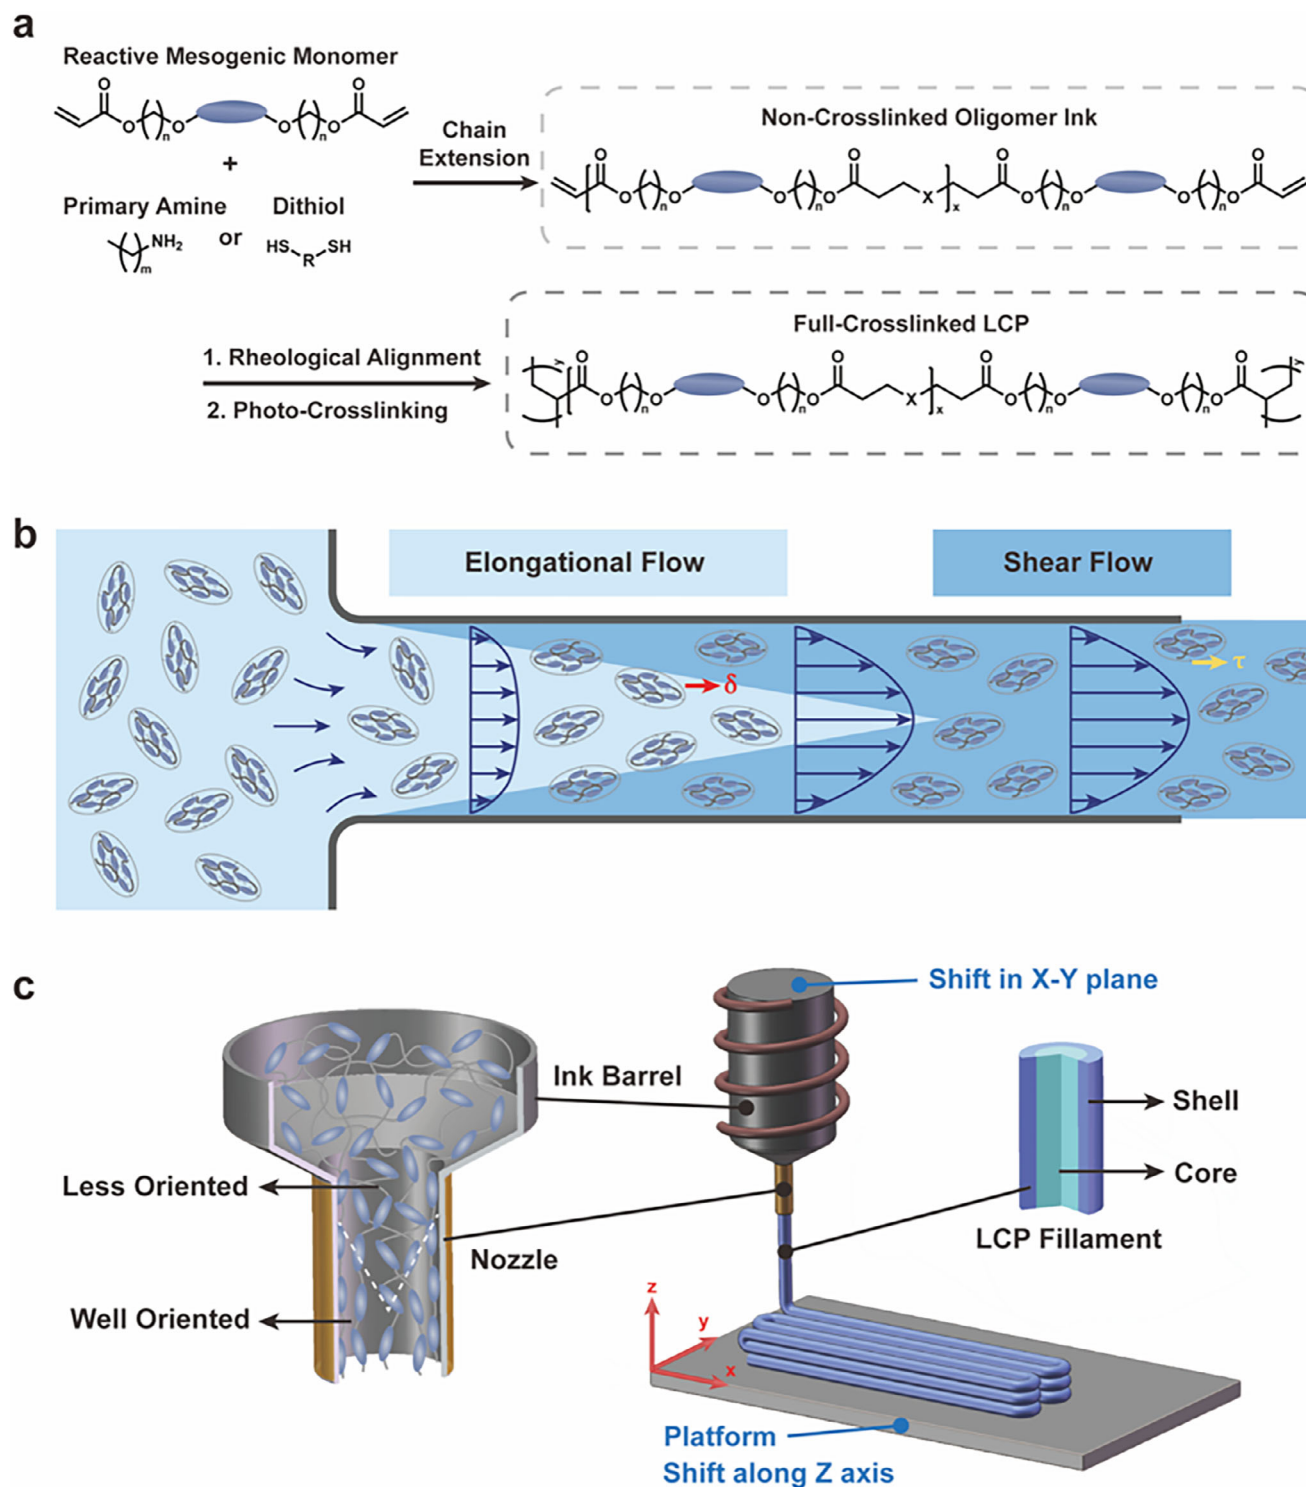 a
Reactive Mesogenic Monomer
O
O
O
( )n
O
O
( )n
O
+
Primary Amine
or
Dithiol
NH2
( )m
HS
R
SH
Chain
Extension
Non-Crosslinked Oligomer Ink
O
O
O
O
O
( )n
O
O
( )n
O
X
x
O
( )n
O
O
( )n
O
1. Rheological Alignment
2. Photo-Crosslinking
Full-Crosslinked LCP
y
O
O
O
O
y
O
( )n
O
O
( )n
O
X
x
O
( )n
O
O
( )n
O
b
Elongational Flow
Shear Flow
δ
τ
c
Shift in X-Y plane
Ink Barrel
Shell
Core
Less Oriented
Nozzle
LCP Fillament
Well Oriented
z
y
x
Platform
Shift along Z axis